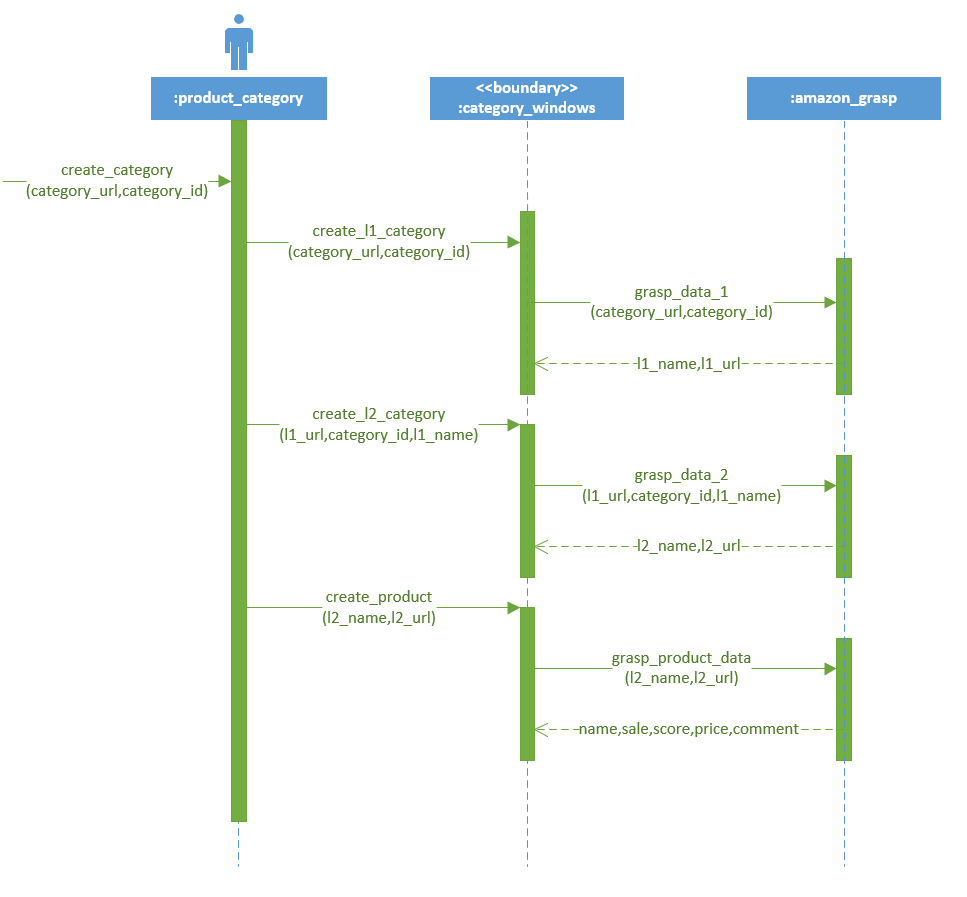 :product_category
<<boundary>>
:category_windows
:amazon_grasp
create_category
(category_url,category_id)
create_l1_category
(category_url,category_id)
grasp_data_1
(category_url,category_id)
l1_name,l1_url
create_l2_category
(l1_url,category_id,l1_name)
grasp_data_2
(l1_url,category_id,l1_name)
l2_name,l2_url
create_product
(l2_name,l2_url)
grasp_product_data
(l2_name,l2_url)
name,sale,score,price,comment